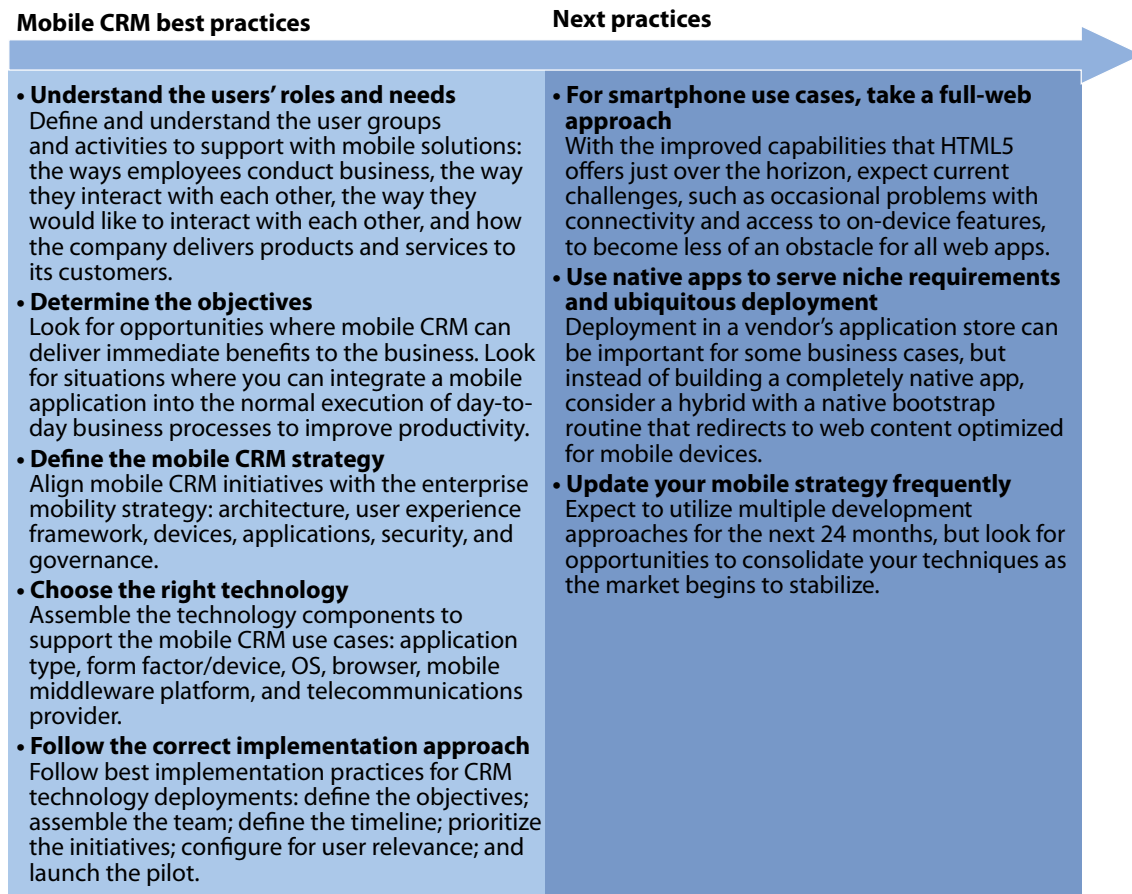 Mobile CRM best practices
Next practices
• Understand the users’ roles and needs
Define and understand the user groups
and activities to support with mobile solutions:
the ways employees conduct business, the way
they interact with each other, the way they
would like to interact with each other, and how
the company delivers products and services to
its customers.
• Determine the objectives
Look for opportunities where mobile CRM can
deliver immediate benefits to the business. Look
for situations where you can integrate a mobile
application into the normal execution of day-to-
day business processes to improve productivity.
• Define the mobile CRM strategy
Align mobile CRM initiatives with the enterprise
mobility strategy: architecture, user experience
framework, devices, applications, security, and
governance.
• Choose the right technology
Assemble the technology components to
support the mobile CRM use cases: application
type, form factor/device, OS, browser, mobile
middleware platform, and telecommunications
provider.
• Follow the correct implementation approach
Follow best implementation practices for CRM
technology deployments: define the objectives;
assemble the team; define the timeline; prioritize
the initiatives; configure for user relevance; and
launch the pilot.
• For smartphone use cases, take a full-web
approach
With the improved capabilities that HTML5
offers just over the horizon, expect current
challenges, such as occasional problems with
connectivity and access to on-device features,
to become less of an obstacle for all web apps.
• Use native apps to serve niche requirements
and ubiquitous deployment
Deployment in a vendor’s application store can
be important for some business cases, but
instead of building a completely native app,
consider a hybrid with a native bootstrap
routine that redirects to web content optimized
for mobile devices.
• Update your mobile strategy frequently
Expect to utilize multiple development
approaches for the next 24 months, but look for
opportunities to consolidate your techniques as
the market begins to stabilize.